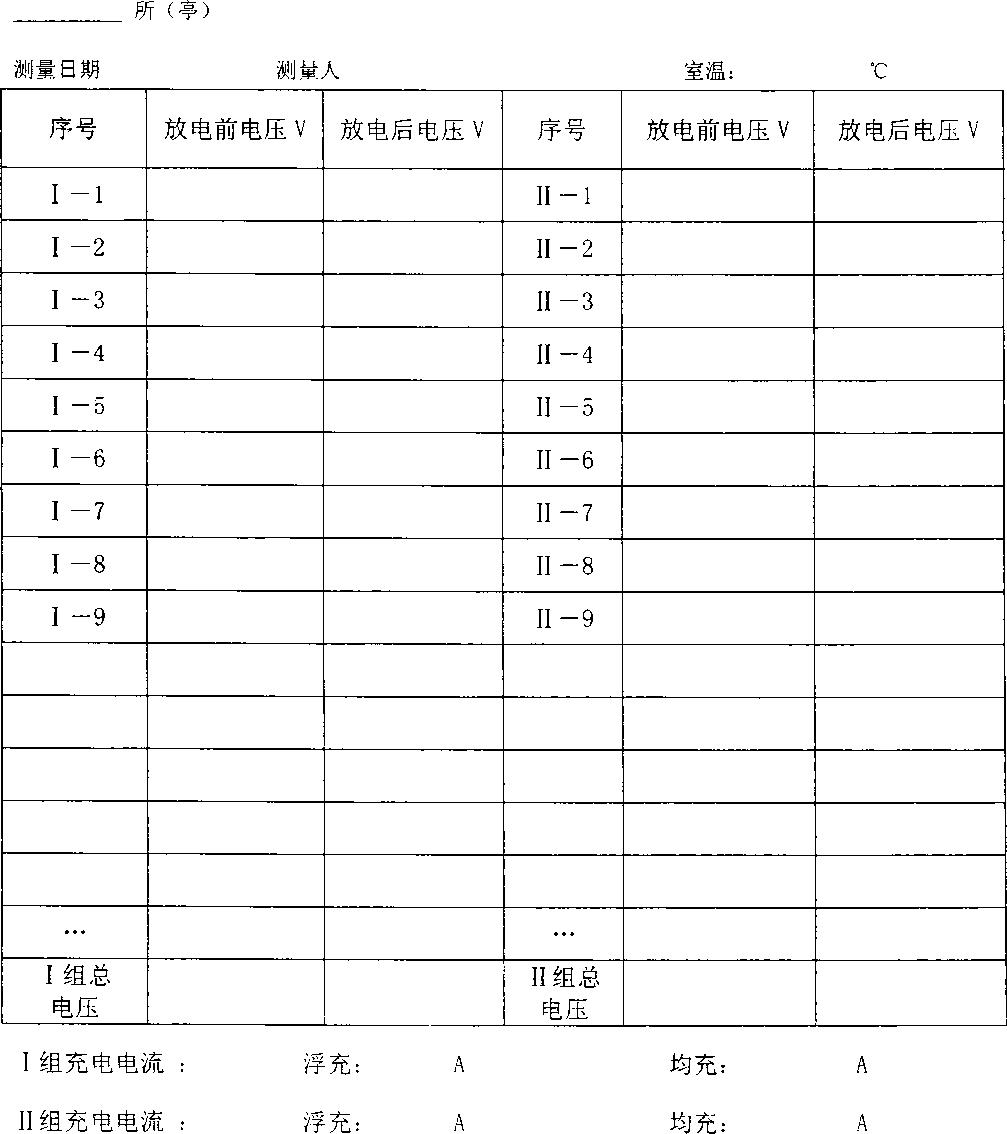 ________ 所（亭）
测量日期 测量人 室温： ℃
序号 放电前电压 V 放电后电压 V 序号 放电前电压 V 放电后电压 V
Ⅰ－1 Ⅱ－1
Ⅰ－2 Ⅱ－2
Ⅰ－3 Ⅱ－3
Ⅰ－4 Ⅱ－4
Ⅰ－5 Ⅱ－5
Ⅰ－6 Ⅱ－6
Ⅰ－7 Ⅱ－7
Ⅰ－8 Ⅱ－8
Ⅰ－9 Ⅱ－9
… …
Ⅰ组总 Ⅱ组总
电压 电压
Ⅰ组充电电流 ： 浮充： A 均充： A
Ⅱ组充电电流 ： 浮充： A 均充： A